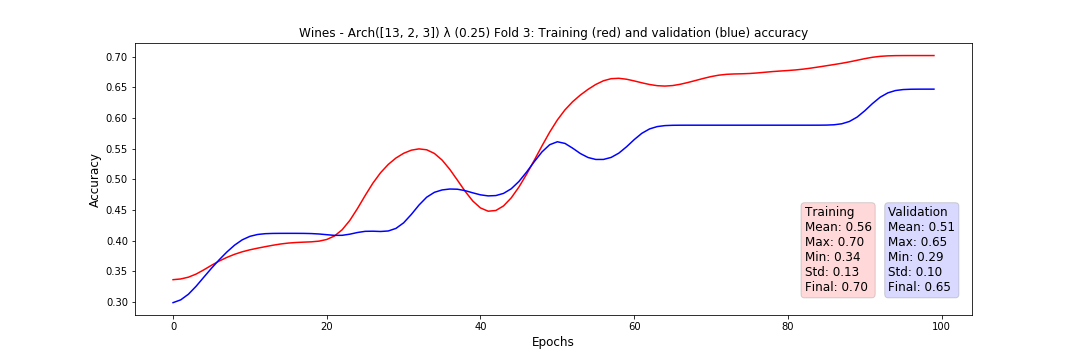 Wines - Arch([13, 2, 3]) λ (0.25) Fold 3: Training (red) and validation (blue) accuracy
Accuracy
0.70
0.65
0.60
0.55
0.50
0.45
0.40
0.35
0.30
Training
Mean: 0.56
Max: 0.70
Min: 0.34
Std: 0.13
Final: 0.70
Validation
Mean: 0.51
Max: 0.65
Min: 0.29
Std: 0.10
Final: 0.65
0 20 40 60 80 100
Epochs